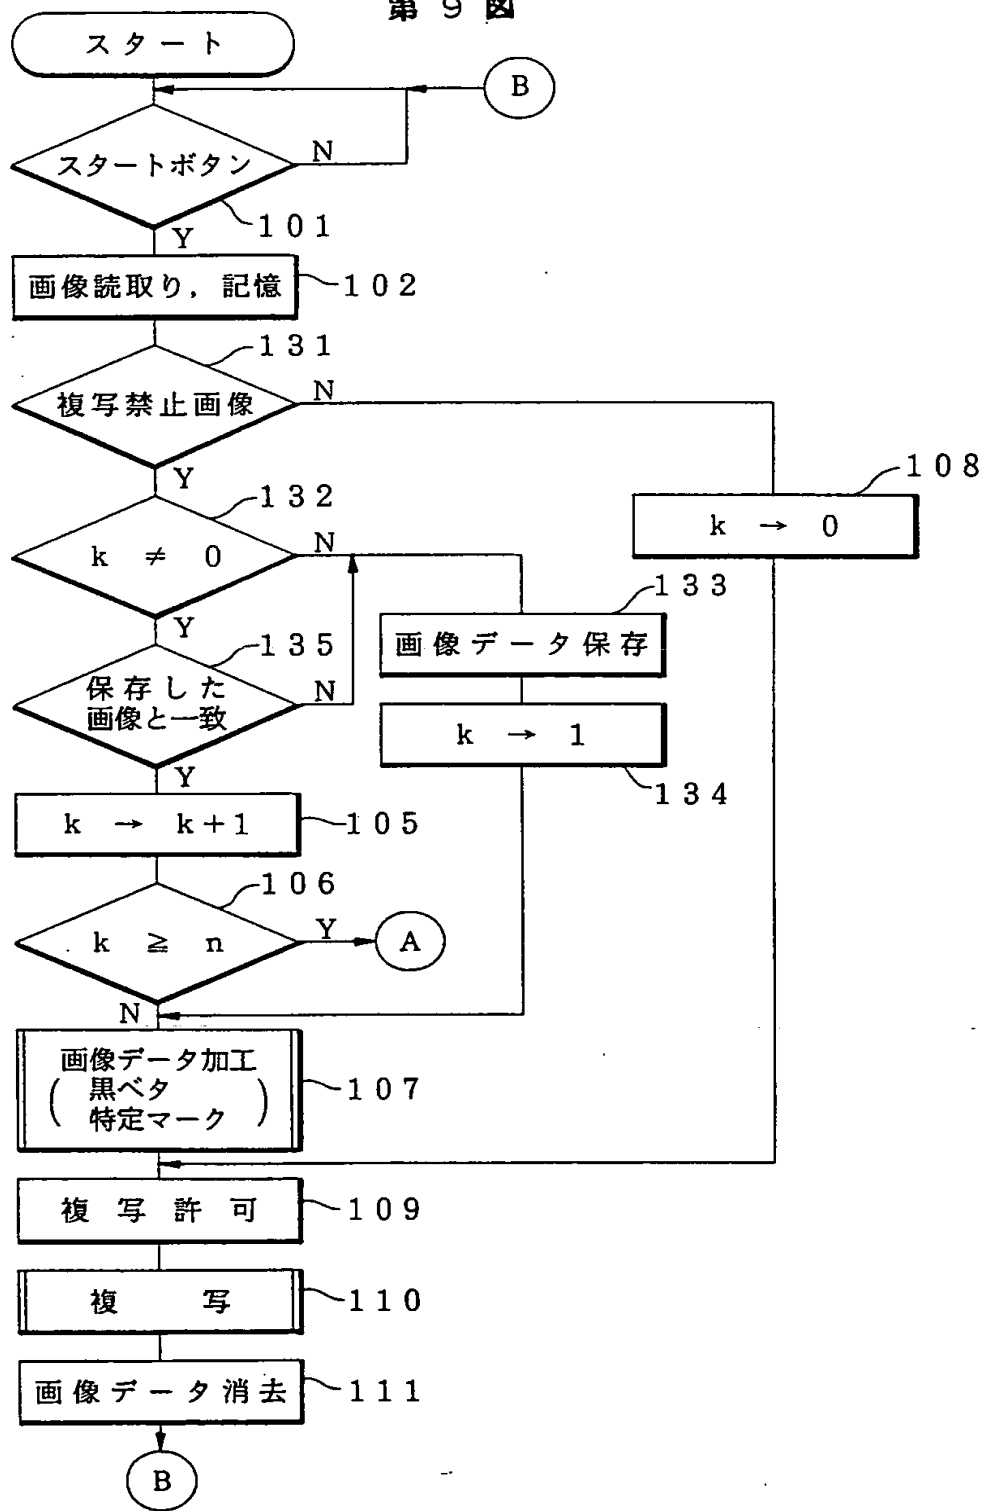 第9図
スタート
B
スタートボタン
N
101
Y
画像読取り，記憶
102
131
複写禁止画像
N
Y
108
132
k → 0
k ≠ 0
N
133
Y
画像データ保存
135
保存した
画像と一致
N
k → 1
Y
134
k → k+1
105
106
k ≧ n
Y
A
N
画像データ加工
(黒ベタ
特定マーク)
107
複写許可
109
複写
110
画像データ消去
111
B